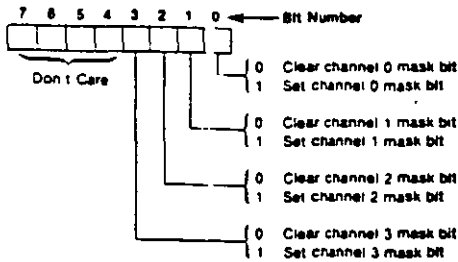 7 6 5 4 3 2 1 0 Bit Number
Don t Care
0 Clear channel 0 mask bit
1 Set channel 0 mask bit
0 Clear channel 1 mask bit
1 Set channel 1 mask bit
0 Clear channel 2 mask bit
1 Set channel 2 mask bit
0 Clear channel 3 mask bit
1 Set channel 3 mask bit